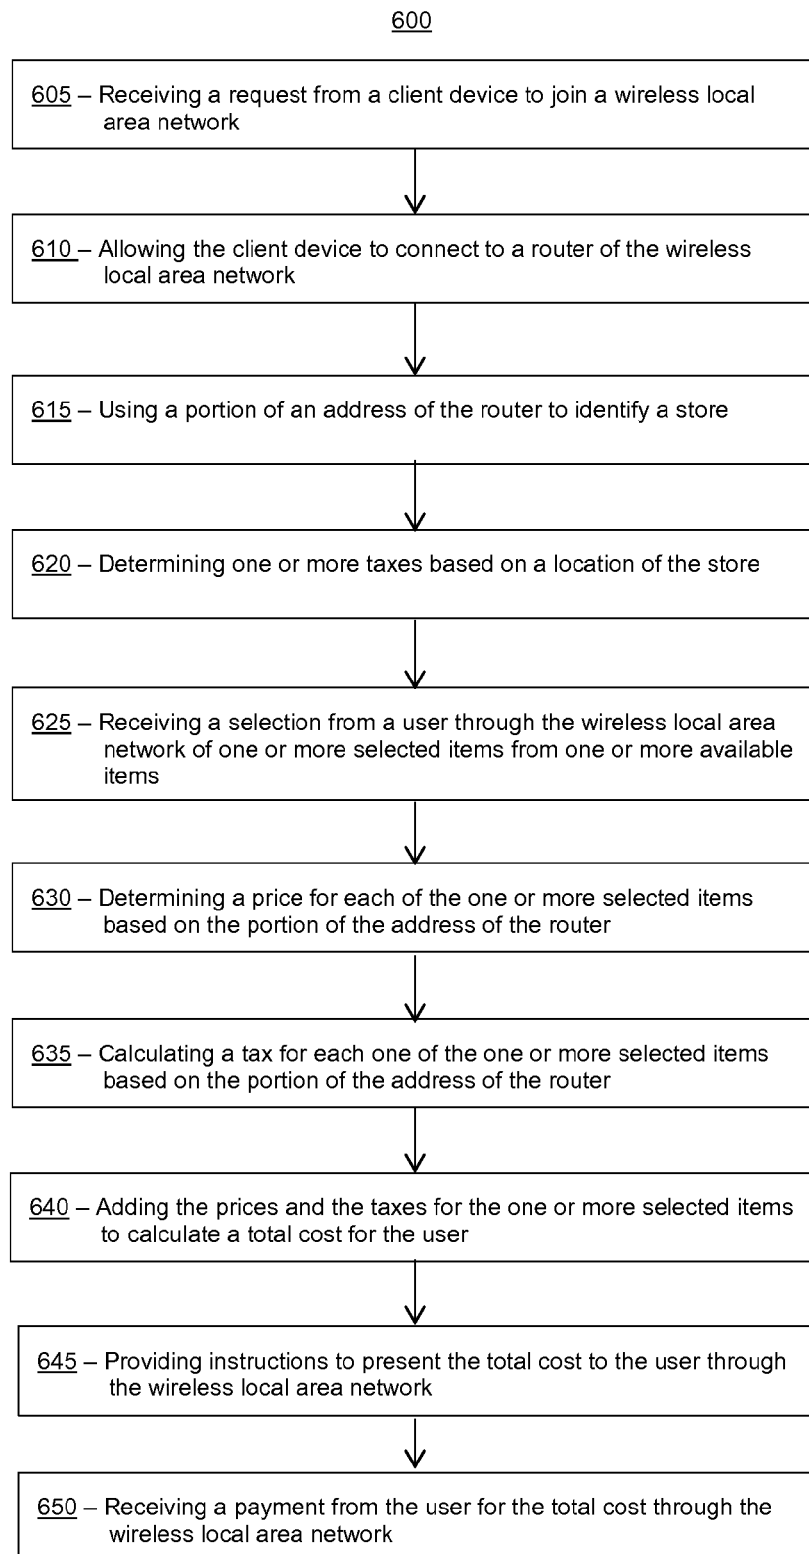 600
605 – Receiving a request from a client device to join a wireless local
area network
610 – Allowing the client device to connect to a router of the wireless
local area network
615 – Using a portion of an address of the router to identify a store
620 – Determining one or more taxes based on a location of the store
625 – Receiving a selection from a user through the wireless local area
network of one or more selected items from one or more available
items
630 – Determining a price for each of the one or more selected items
based on the portion of the address of the router
635 – Calculating a tax for each one of the one or more selected items
based on the portion of the address of the router
640 – Adding the prices and the taxes for the one or more selected items
to calculate a total cost for the user
645 – Providing instructions to present the total cost to the user through
the wireless local area network
650 – Receiving a payment from the user for the total cost through the
wireless local area network